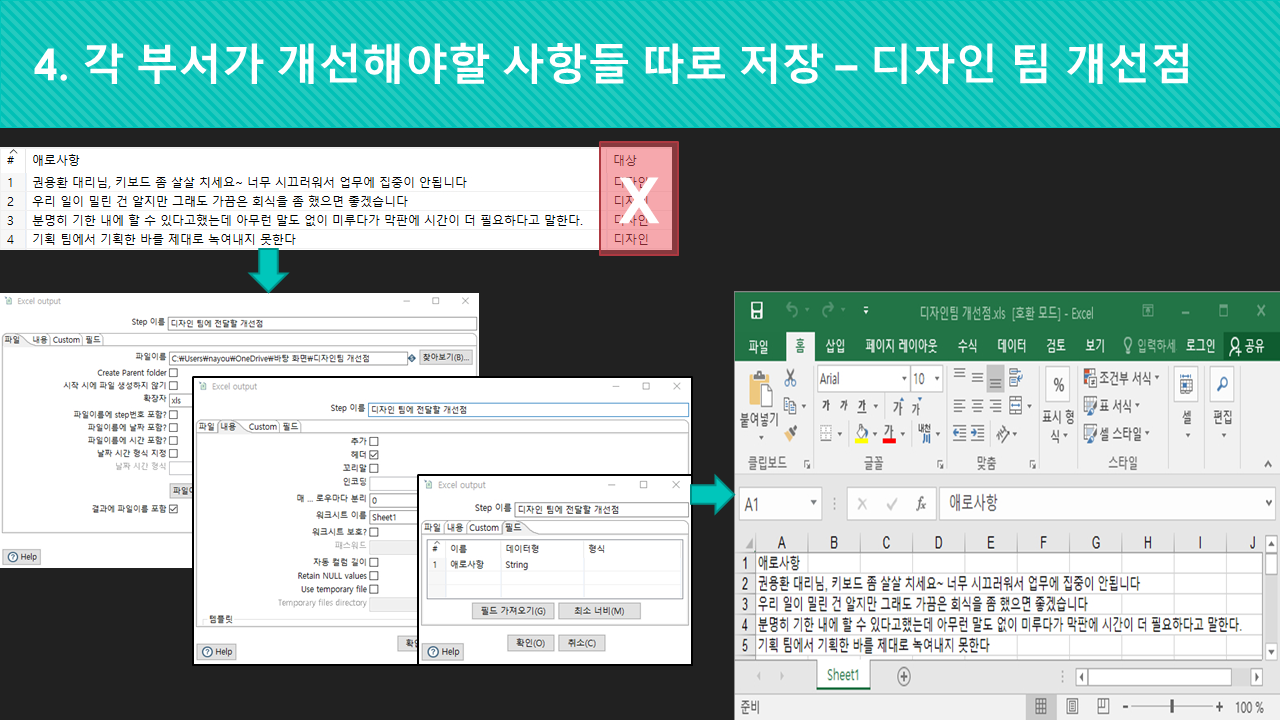 4. 각 부서가 개선해야할 사항들 따로 저장 – 디자인 팀 개선점
# 애로사항 대상
1 권용환 대리님, 키보드 좀 살살 치세요~ 너무 시끄러워서 업무에 집중이 안됩니다 디자인
2 우리 일이 밀린 건 알지만 그래도 가끔은 회식을 좀 했으면 좋겠습니다
3 분명히 기한 내에 할 수 있다고했는데 아무런 말도 없이 미루다가 막판에 시간이 더 필요하다고 말한다. 디자인
4 기획 팀에서 기획한 바를 제대로 녹여내지 못한다 디자인
X
Excel output
Step 이름 디자인 팀에 전달할 개선점
파일 내용 Custom 필드
파일이름 C:₩Users₩nayou₩OneDrive₩바탕 화면₩디자인팀 개선점 찾아보기(B)...
Create Parent folder
시작 시에 파일 생성하지 않기
확장자 xls
파일이름에 step번호 포함?
파일이름에 날짜 포함?
파일이름에 시간 포함?
날짜 시간 형식 지정
날짜 시간 형식
파일이
결과에 파일이름 포함
Help
Excel output
Step 이름 디자인 팀에 전달할 개선점
파일 내용 Custom 필드
추가
헤더
꼬리말
인코딩
매 ... 로우마다 분리 0
워크시트 이름 Sheet1
워크시트 보호?
패스워드
자동 컬럼 길이
Retain NULL values
Use temporary file
Temporary files directory
템플릿
확인
Help
Excel output
Step 이름 디자인 팀에 전달할 개선점
파일 내용 Custom 필드
# 이름 데이터형 형식
1 애로사항 String
필드 가져오기(G) 최소 너비(M)
확인(O) 취소(C)
Help
디자인팀 개선점.xls [호환 모드] - Excel
파일 홈 삽입 페이지 레이아웃 수식 데이터 검토 보기 입력하세 로그인 공유
붙여넣기
클립보드
Arial 10
가 가 가 가 가
가 내천
글꼴
맞춤
%
표시 형식
조건부 서식
표 서식
셀 스타일
스타일
셀
편집
A1 fx 애로사항
A B C D E F G H I J
1 애로사항
2 권용환 대리님, 키보드 좀 살살 치세요~ 너무 시끄러워서 업무에 집중이 안됩니다
3 우리 일이 밀린 건 알지만 그래도 가끔은 회식을 좀 했으면 좋겠습니다
4 분명히 기한 내에 할 수 있다고했는데 아무런 말도 없이 미루다가 막판에 시간이 더 필요하다고 말한다.
5 기획 팀에서 기획한 바를 제대로 녹여내지 못한다
Sheet1
준비 100 %